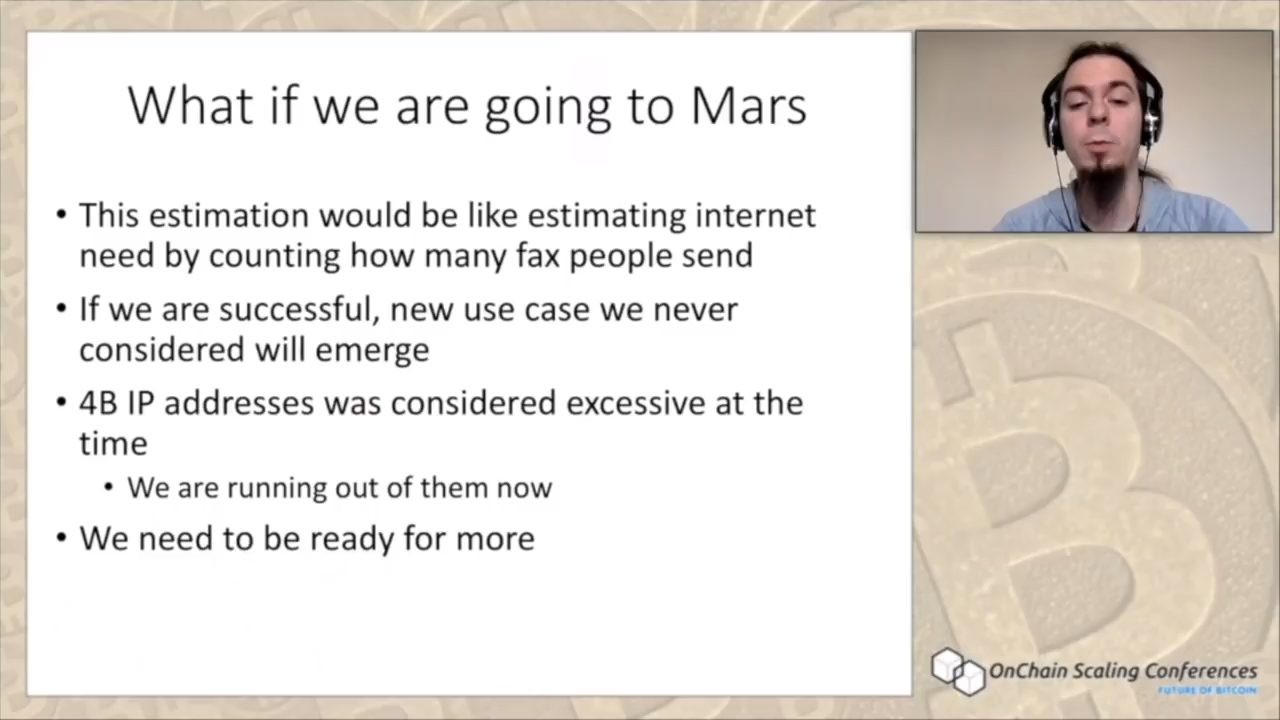 What if we are going to Mars
• This estimation would be like estimating internet
need by counting how many fax people send
• If we are successful, new use case we never
considered will emerge
• 4B IP addresses was considered excessive at the
time
• We are running out of them now
• We need to be ready for more
OnChain Scaling Conferences
FUTURE OF BITCOIN